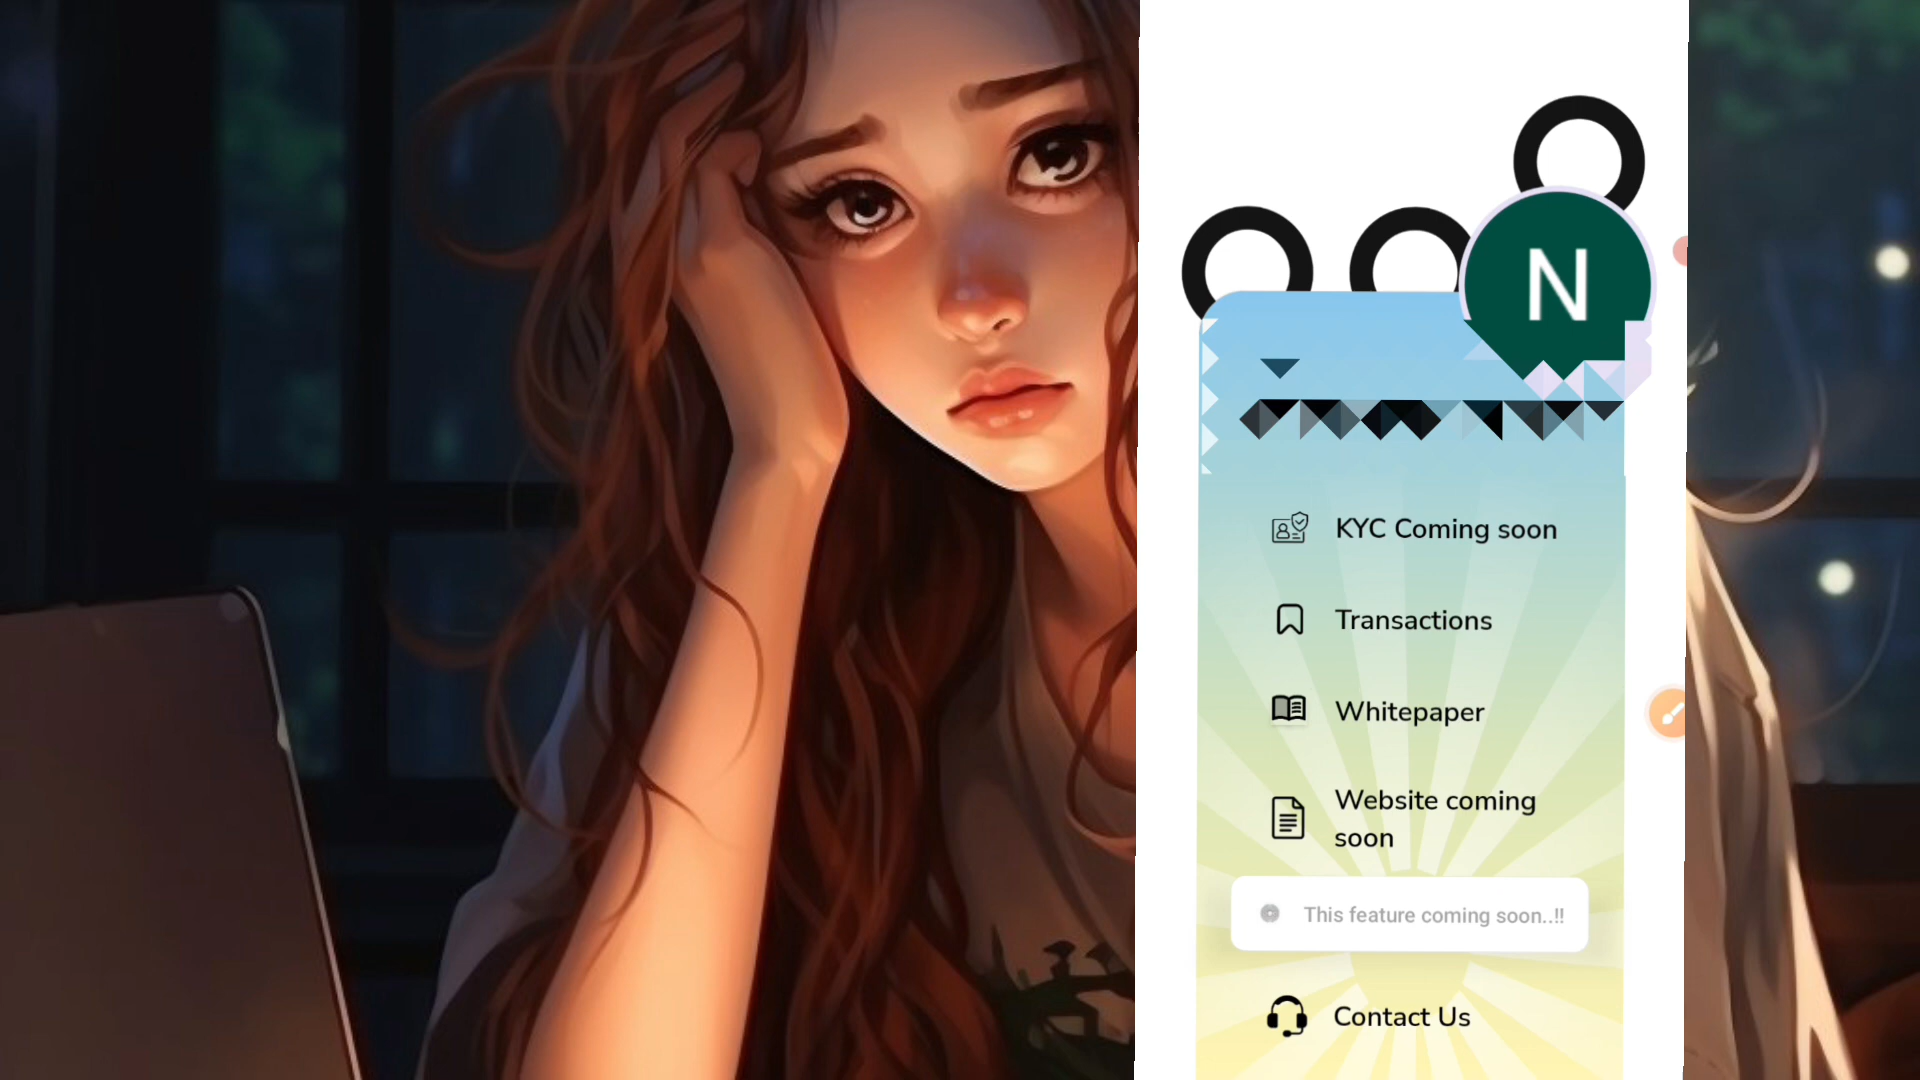 N
KYC Coming soon
Transactions
Whitepaper
Website coming
soon
This feature coming soon..!!
Contact Us